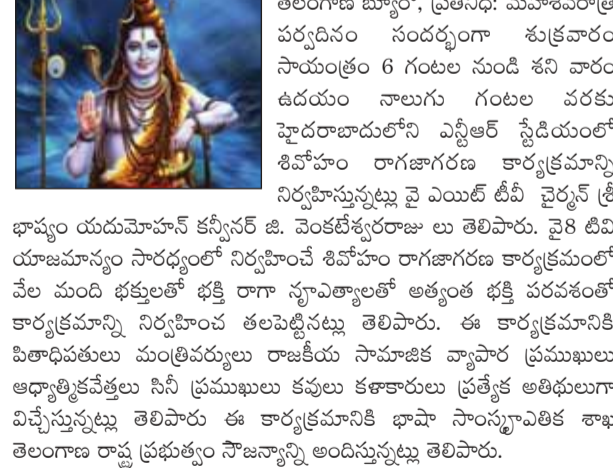 తెలంగాణ బ్యూరో, ప్రతినిధి: మహాశివరాత్రి
పర్వదినం సందర్భంగా శుక్రవారం
సాయంత్రం 6 గంటల నుండి శని వారం
ఉదయం నాలుగు గంటల వరకు
హైదరాబాదులోని ఎన్టీఆర్ స్టేడియంలో
శివోహం రాగజాగరణ కార్యక్రమాన్ని
నిర్వహిస్తున్నట్లు వై ఎయిట్ టీవీ చైర్మన్ శ్రీ
భాష్యం యదుమోహన్ కన్వీనర్ జి. వెంకటేశ్వరరాజు లు తెలిపారు. వై8 టివి
యాజమాన్యం సారధ్యంలో నిర్వహించే శివోహం రాగజాగరణ కార్యక్రమంలో
వేల మంది భక్తులతో భక్తి రాగా నృూఎత్యాలతో అత్యంత భక్తి పరవశంతో
కార్యక్రమాన్ని నిర్వహించ తలపెట్టినట్లు తెలిపారు. ఈ కార్యక్రమానికి
పితాధిపతులు మంత్రివర్యులు రాజకీయ సామాజిక వ్యాపార ప్రముఖులు
ఆధ్యాత్మికవేత్తలు సినీ ప్రముఖులు కవులు కళాకారులు ప్రత్యేక అతిథులుగా
విచ్చేస్తున్నట్లు తెలిపారు ఈ కార్యక్రమానికి భాషా సాంస్కృూఎతిక శాఖ
తెలంగాణ రాష్ట్ర ప్రభుత్వం సౌజన్యాన్ని అందిస్తున్నట్లు తెలిపారు.